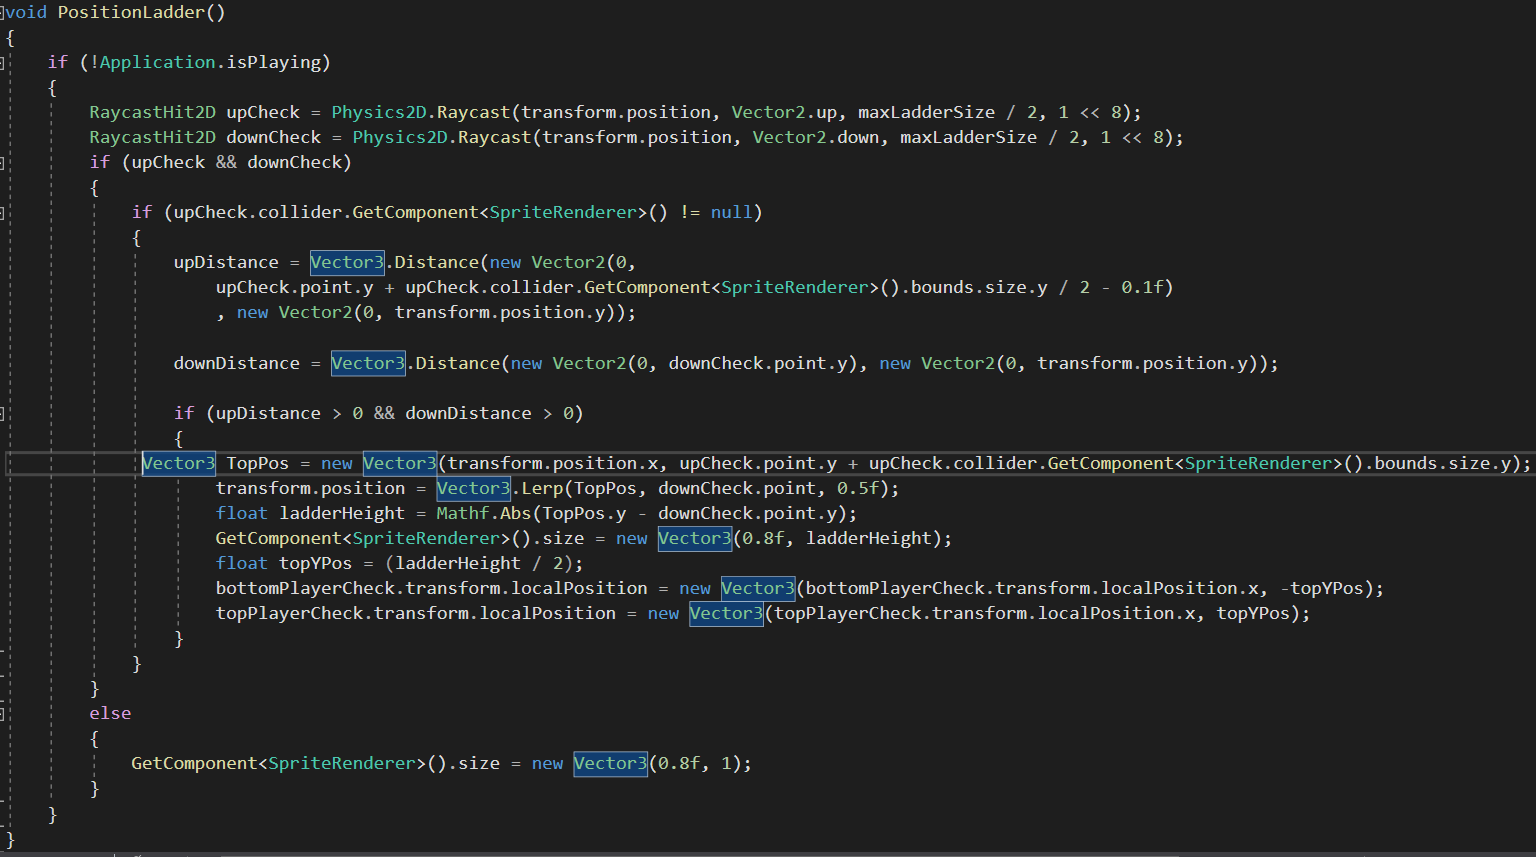 void PositionLadder()
{
if (!Application.isPlaying)
{
RaycastHit2D upCheck = Physics2D.Raycast(transform.position, Vector2.up, maxLadderSize / 2, 1 << 8);
RaycastHit2D downCheck = Physics2D.Raycast(transform.position, Vector2.down, maxLadderSize / 2, 1 << 8);
if (upCheck && downCheck)
{
if (upCheck.collider.GetComponent<SpriteRenderer>() != null)
{
upDistance = Vector3.Distance(new Vector2(0,
upCheck.point.y + upCheck.collider.GetComponent<SpriteRenderer>().bounds.size.y / 2 - 0.1f)
, new Vector2(0, transform.position.y));
downDistance = Vector3.Distance(new Vector2(0, downCheck.point.y), new Vector2(0, transform.position.y));
if (upDistance > 0 && downDistance > 0)
{
Vector3 TopPos = new Vector3(transform.position.x, upCheck.point.y + upCheck.collider.GetComponent<SpriteRenderer>().bounds.size.y);
transform.position = Vector3.Lerp(TopPos, downCheck.point, 0.5f);
float ladderHeight = Mathf.Abs(TopPos.y - downCheck.point.y);
GetComponent<SpriteRenderer>().size = new Vector3(0.8f, ladderHeight);
float topYPos = (ladderHeight / 2);
bottomPlayerCheck.transform.localPosition = new Vector3(bottomPlayerCheck.transform.localPosition.x, -topYPos);
topPlayerCheck.transform.localPosition = new Vector3(topPlayerCheck.transform.localPosition.x, topYPos);
}
}
}
else
{
GetComponent<SpriteRenderer>().size = new Vector3(0.8f, 1);
}
}
}